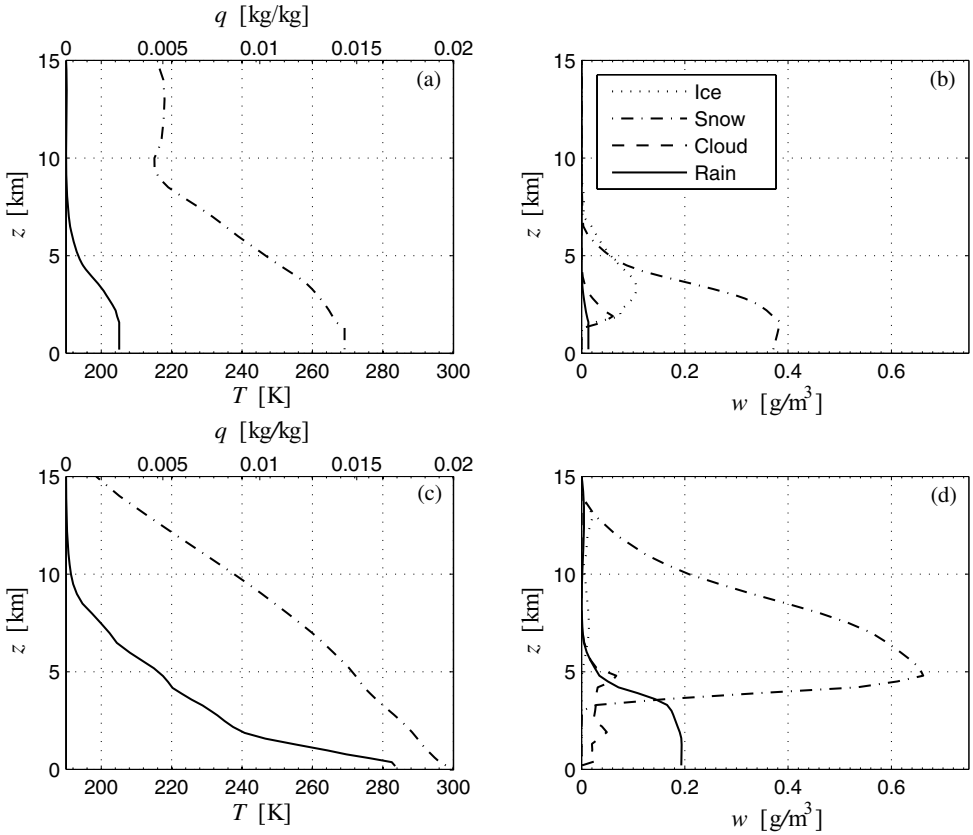 q [kg/kg]
0 0.005 0.01 0.015 0.02
15
10
5
0
z [km]
(a)
200 220 240 260 280 300
T [K]
15
10
5
0
z [km]
(b)
Ice
Snow
Cloud
Rain
0 0.2 0.4 0.6
w [g/m³]
q [kg/kg]
0 0.005 0.01 0.015 0.02
15
10
5
0
z [km]
(c)
200 220 240 260 280 300
T [K]
15
10
5
0
z [km]
(d)
0 0.2 0.4 0.6
w [g/m³]